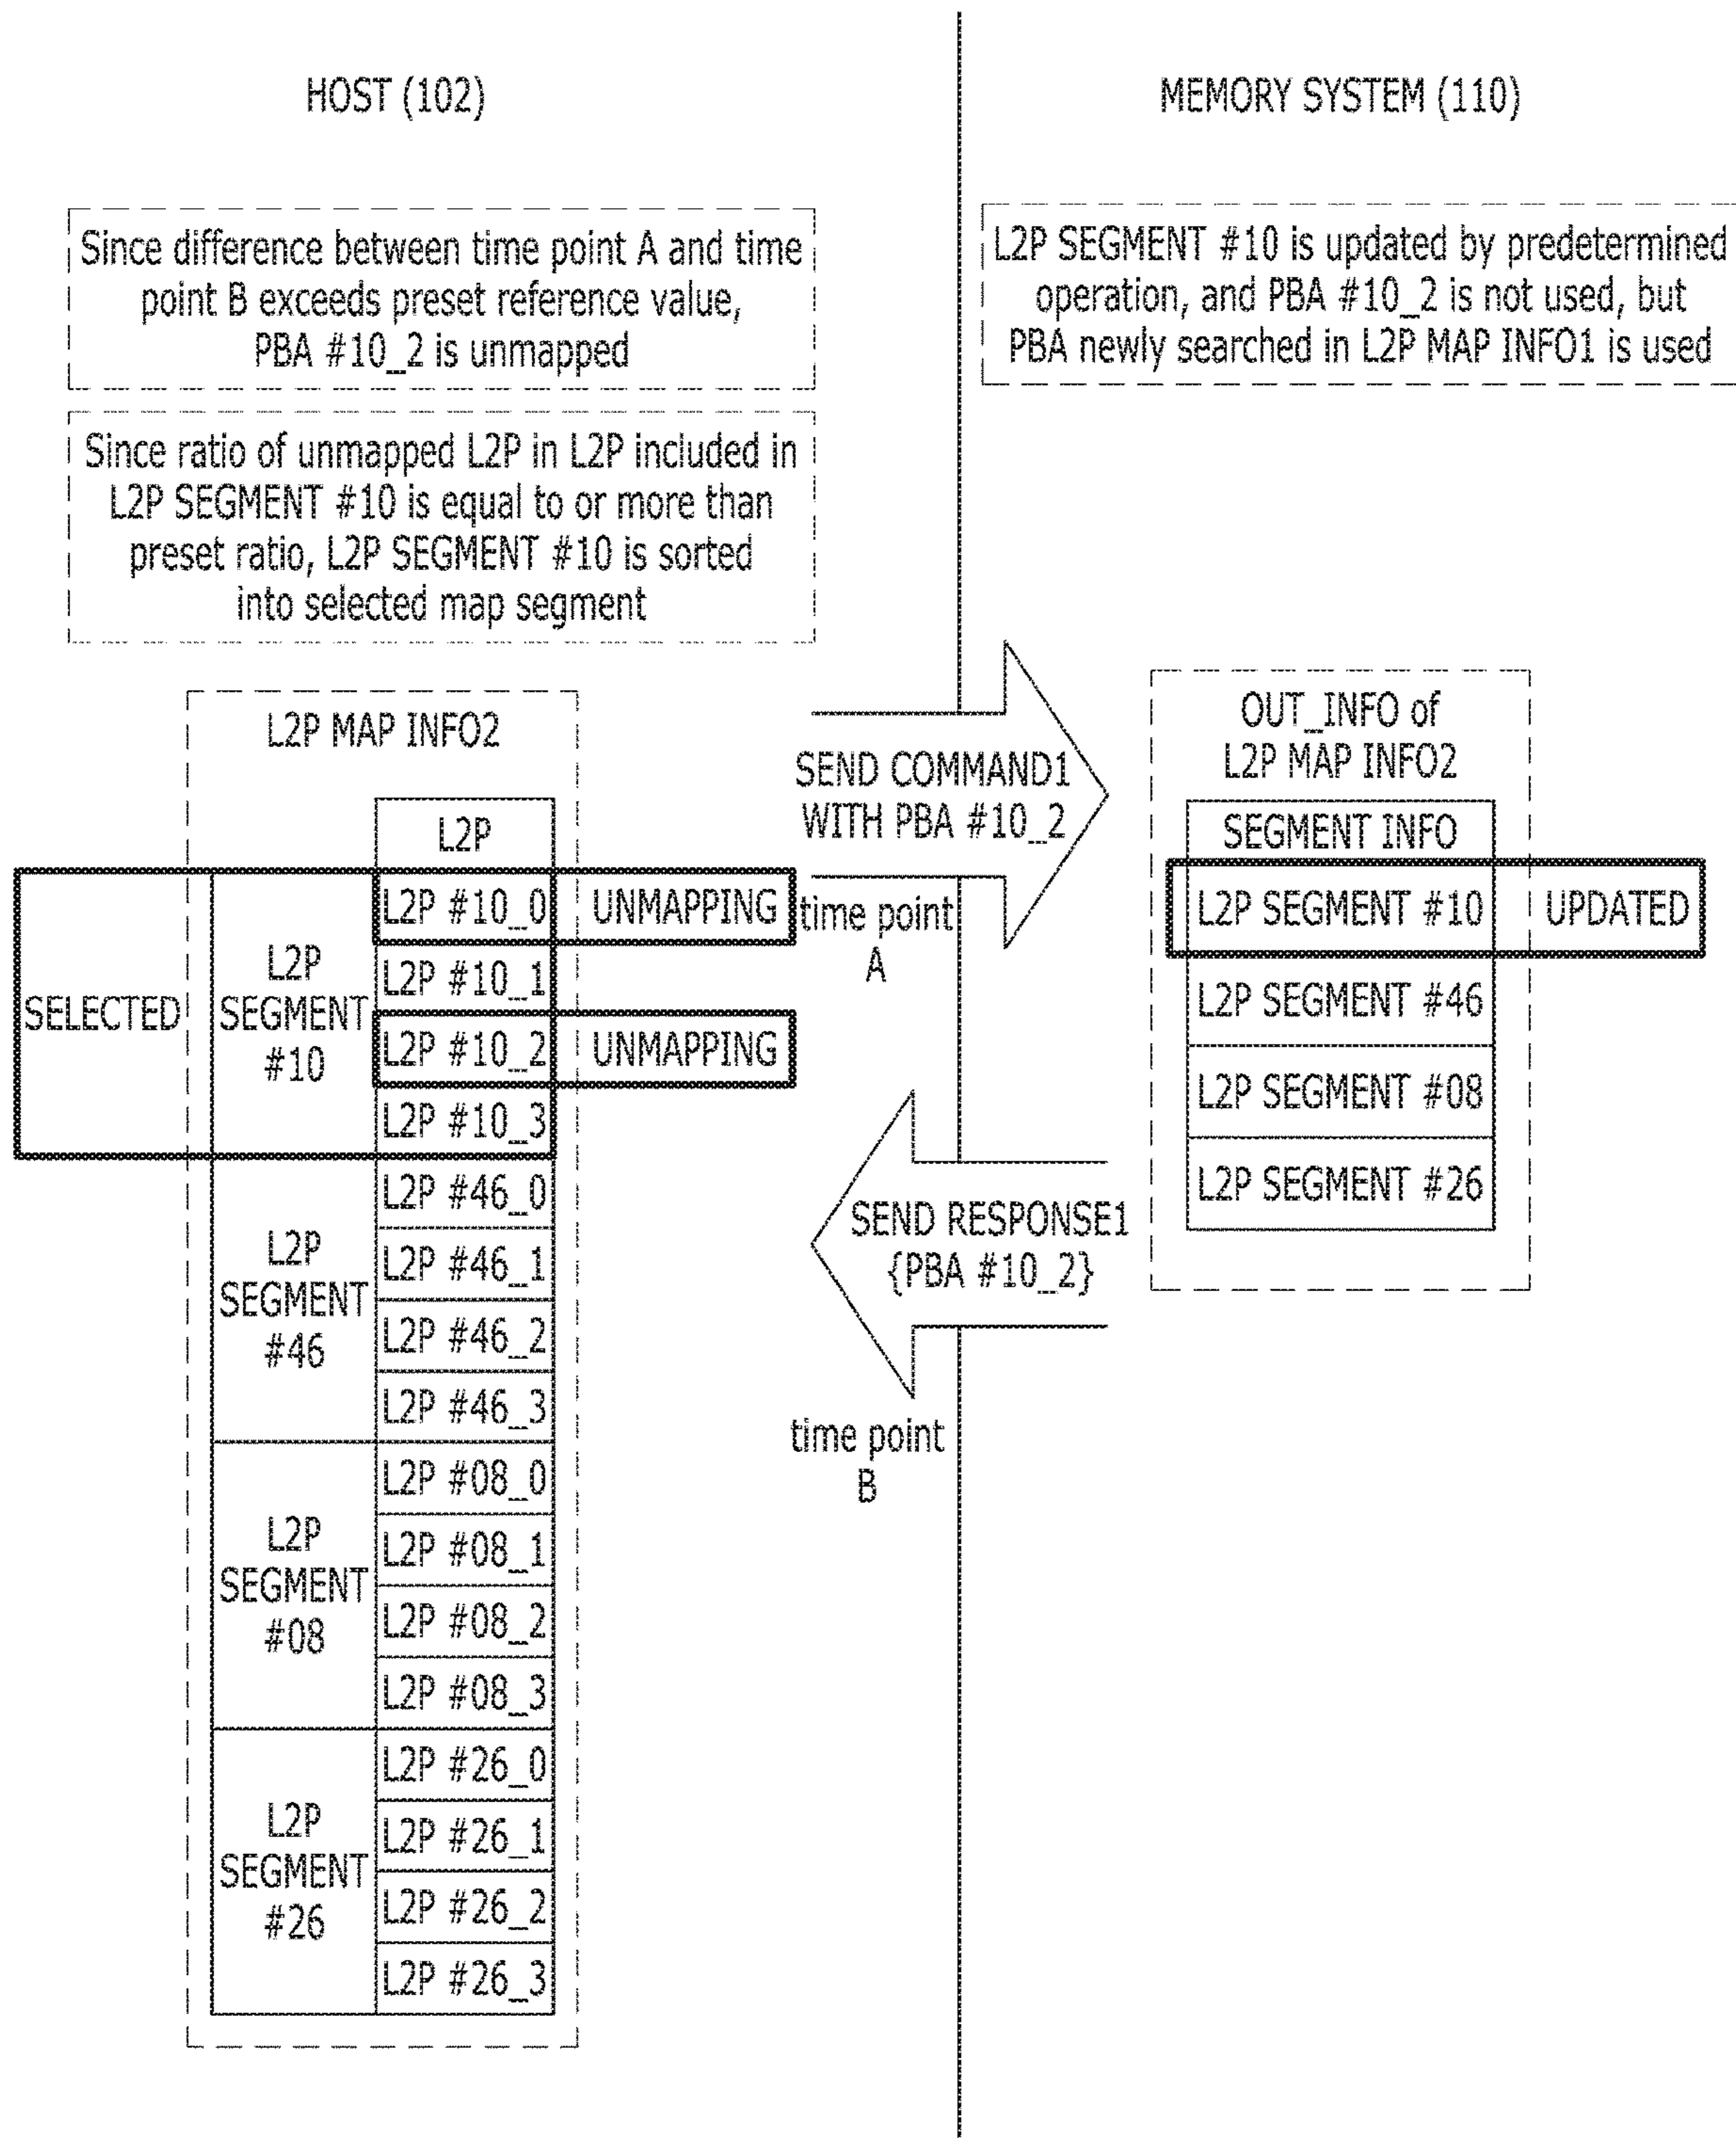 HOST (102)
MEMORY SYSTEM (110)
Since difference between time point A and time
point B exceeds preset reference value,
PBA #10_2 is unmapped
L2P SEGMENT #10 is updated by predetermined
operation, and PBA #10_2 is not used, but
PBA newly searched in L2P MAP INFO1 is used
Since ratio of unmapped L2P in L2P included in
L2P SEGMENT #10 is equal to or more than
preset ratio, L2P SEGMENT #10 is sorted
into selected map segment
L2P MAP INFO2
L2P
SELECTED
L2P
SEGMENT
#10
L2P #10_0
UNMAPPING
L2P #10_1
L2P #10_2
UNMAPPING
L2P #10_3
L2P
SEGMENT
#46
L2P #46_0
L2P #46_1
L2P #46_2
L2P #46_3
L2P
SEGMENT
#08
L2P #08_0
L2P #08_1
L2P #08_2
L2P #08_3
L2P
SEGMENT
#26
L2P #26_0
L2P #26_1
L2P #26_2
L2P #26_3
SEND COMMAND1
WITH PBA #10_2
time point
A
SEND RESPONSE1
{PBA #10_2}
time point
B
OUT_INFO of
L2P MAP INFO2
SEGMENT INFO
L2P SEGMENT #10
UPDATED
L2P SEGMENT #46
L2P SEGMENT #08
L2P SEGMENT #26